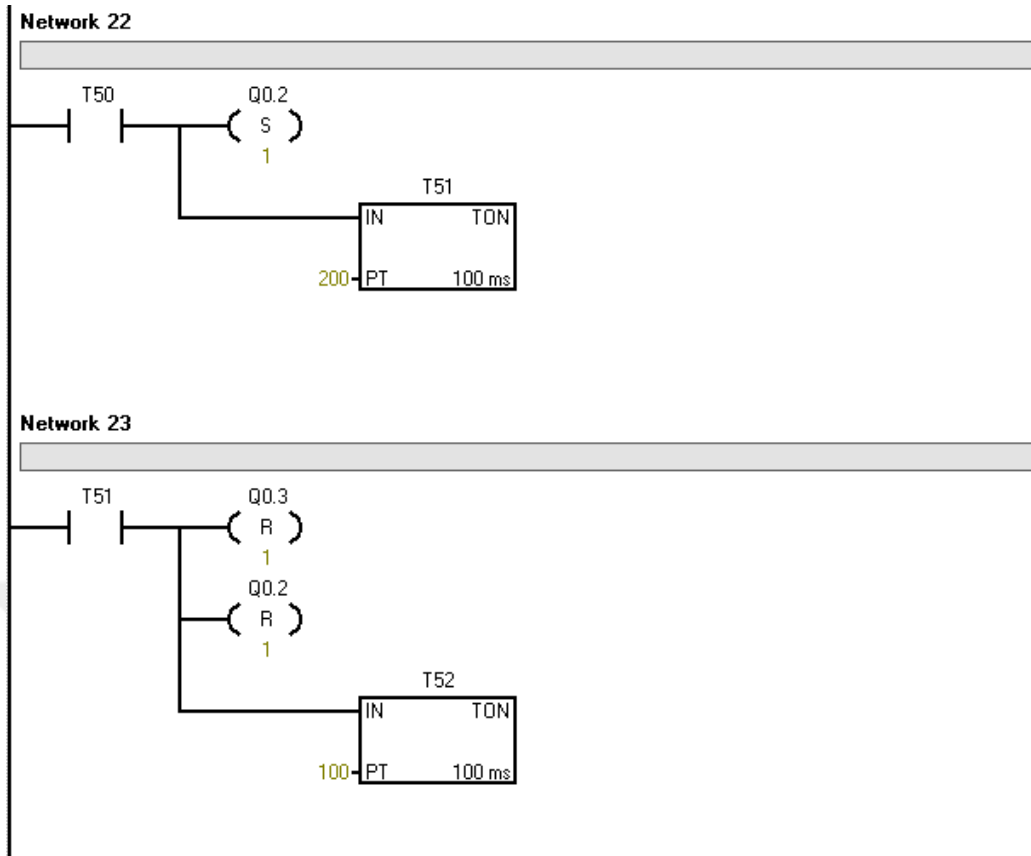 Network 22
T50 Q0.2
S
1
T51
IN TON
200 PT 100 ms
Network 23
T51 Q0.3
R
1
Q0.2
R
1
T52
IN TON
100 PT 100 ms